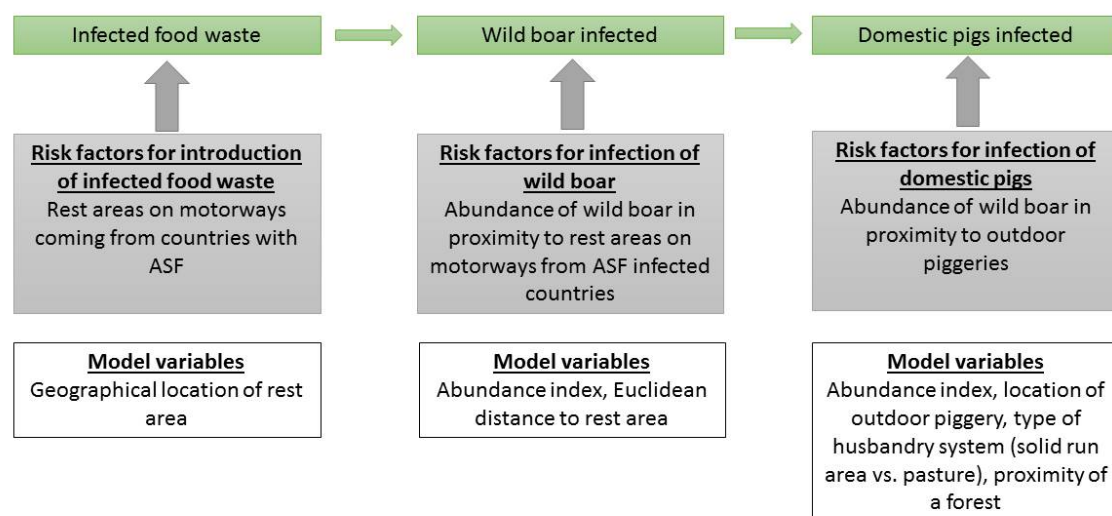 Infected food waste
Wild boar infected
Domestic pigs infected
Risk factors for introduction
of infected food waste
Rest areas on motorways
coming from countries with
ASF
Risk factors for infection of
wild boar
Abundance of wild boar in
proximity to rest areas on
motorways from ASF infected
countries
Risk factors for infection of
domestic pigs
Abundance of wild boar in
proximity to outdoor
piggeries
Model variables
Geographical location of rest
area
Model variables
Abundance index, Euclidean
distance to rest area
Model variables
Abundance index, location of
outdoor piggery, type of
husbandry system (solid run
area vs. pasture), proximity of
a forest